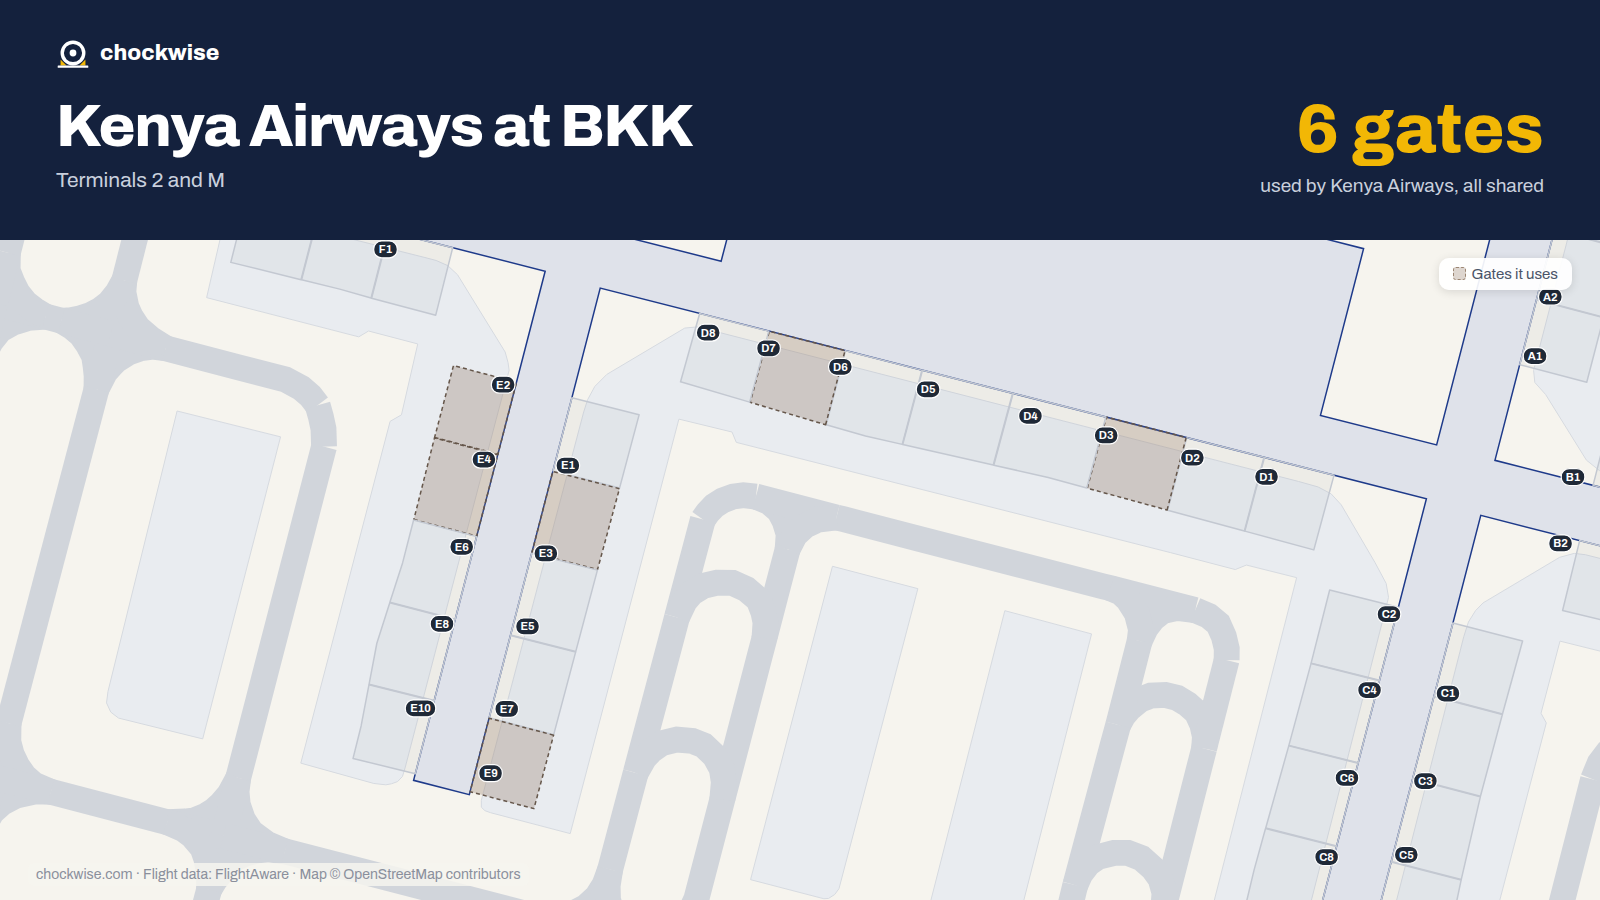 chockwise
Kenya Airways at BKK
Terminals 2 and M
6 gates
used by Kenya Airways, all shared
Gates it uses
F1
A2
D8
D7
A1
D6
E2
D5
D4
D3
D2
E4
E1
D1
B1
E6
E3
B2
C2
E8
E5
C4
C1
E10
E7
E9
C6
C3
C8
C5
chockwise.com · Flight data: FlightAware · Map © OpenStreetMap contributors